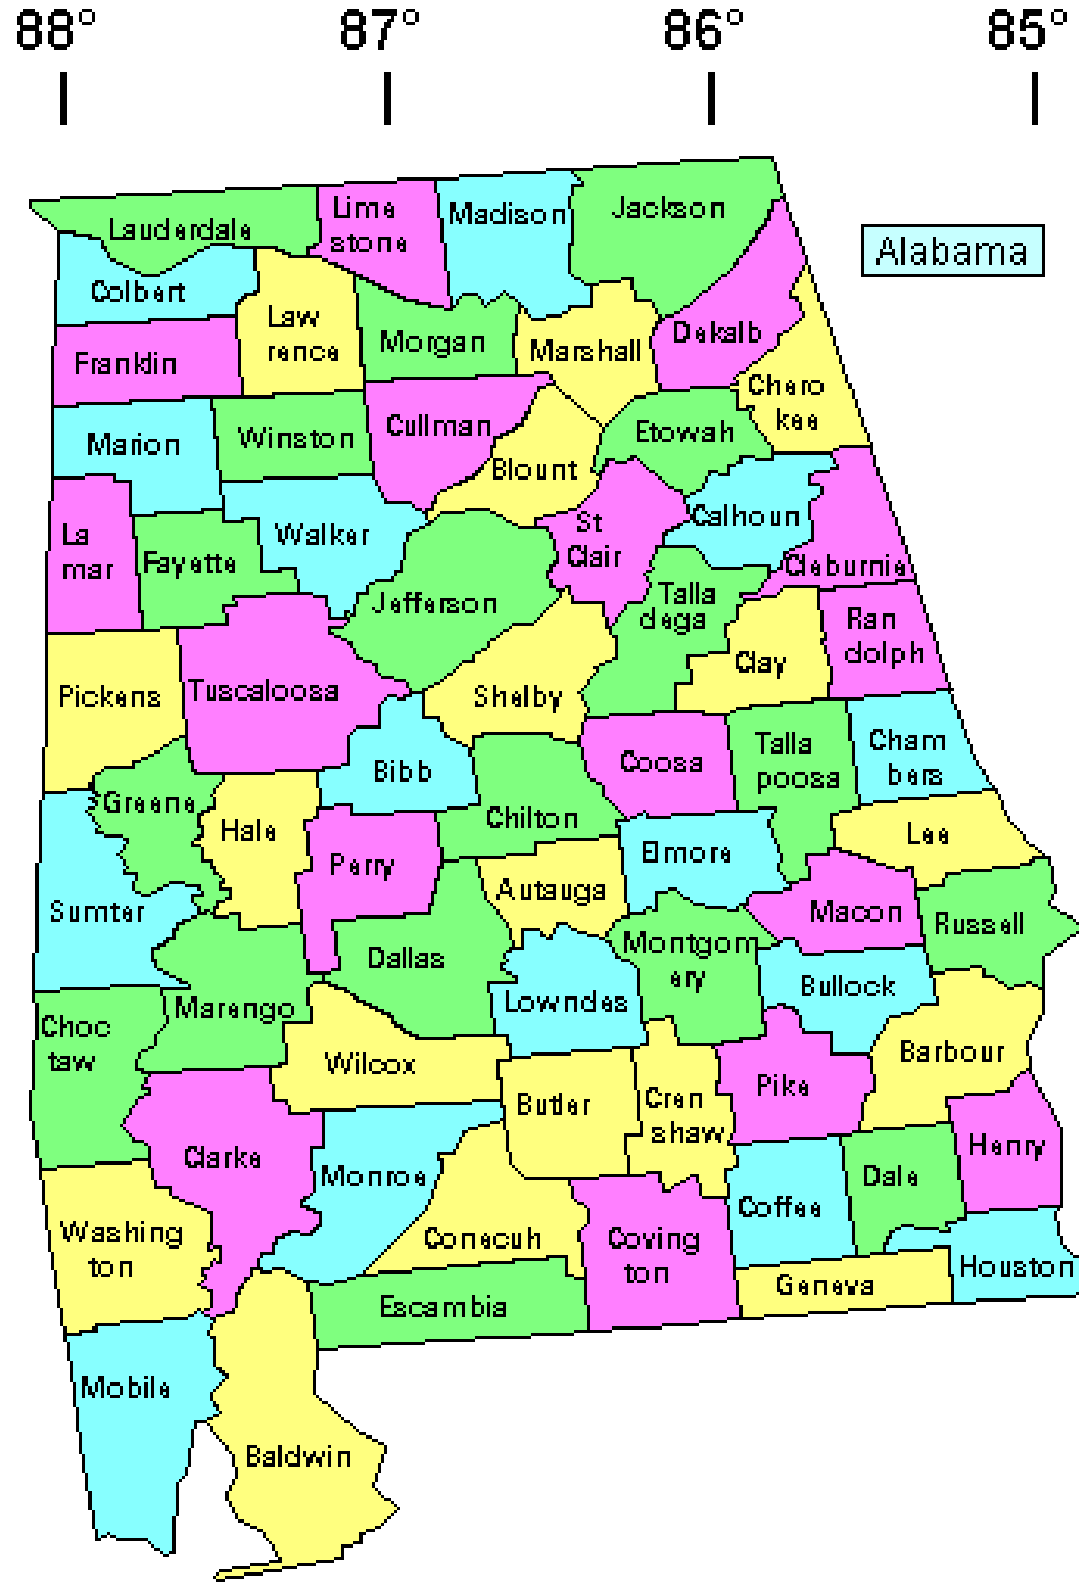 88° 87° 86° 85°
Alabama
Lauderdale
Lime
stone
Madison
Jackson
Colbert
Law
rence
Morgan
Marshall
Dekalb
Franklin
Chero
kee
Marion
Winston
Cullman
Blount
Etowah
La
mar
Fayette
Walker
Jefferson
St
Clair
Calhoun
Cleburnie
Talla
dega
Clay
Ran
dolph
Pickens
Tuscaloosa
Shelby
Bibb
Coosa
Talla
poosa
Cham
bers
Greene
Hale
Perry
Chilton
Autauga
Elmore
Lee
Macon
Russell
Sumter
Marengo
Dallas
Lowndes
Montgom
ery
Bullock
Barbour
Choc
taw
Wilcox
Butler
Cren
shaw
Pike
Henry
Clarke
Monroe
Conecuh
Coving
ton
Coffee
Dale
Houston
Geneva
Washing
ton
Escambia
Mobile
Baldwin